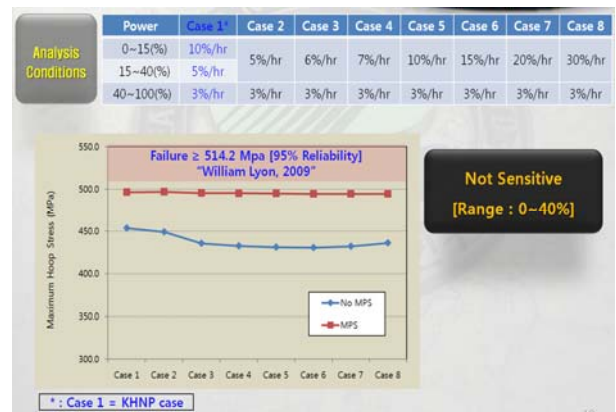 Analysis Conditions
Power Case 1* Case 2 Case 3 Case 4 Case 5 Case 6 Case 7 Case 8
0~15(%) 10%/hr 5%/hr 6%/hr 7%/hr 10%/hr 15%/hr 20%/hr 30%/hr
15~40(%) 5%/hr
40~100(%) 3%/hr 3%/hr 3%/hr 3%/hr 3%/hr 3%/hr 3%/hr 3%/hr
Failure ≥ 514.2 Mpa [95% Reliability]
"William Lyon, 2009"
Maximum Hoop Stress (MPa)
550.0
500.0
450.0
400.0
350.0
300.0
No MPS
MPS
Case 1 Case 2 Case 3 Case 4 Case 5 Case 6 Case 7 Case 8
Not Sensitive
[Range : 0~40%]
* : Case 1 = KHNP case